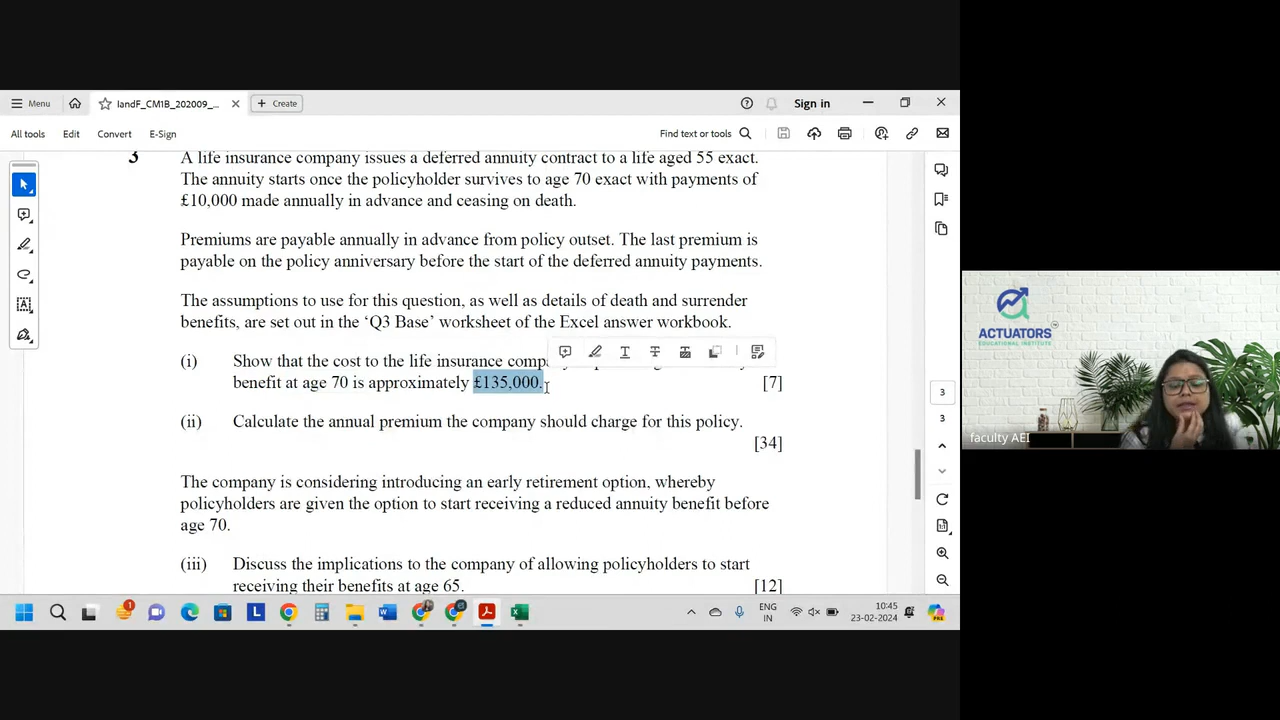 Menu
IandF_CM1B_202009_...
Create
Sign in
All tools
Edit
Convert
E-Sign
Find text or tools
3
A life insurance company issues a deferred annuity contract to a life aged 55 exact.
The annuity starts once the policyholder survives to age 70 exact with payments of
£10,000 made annually in advance and ceasing on death.
Premiums are payable annually in advance from policy outset. The last premium is
payable on the policy anniversary before the start of the deferred annuity payments.
The assumptions to use for this question, as well as details of death and surrender
benefits, are set out in the ‘Q3 Base’ worksheet of the Excel answer workbook.
(i) Show that the cost to the life insurance
benefit at age 70 is approximately £135,000. [7]
(ii) Calculate the annual premium the company should charge for this policy.
[34]
The company is considering introducing an early retirement option, whereby
policyholders are given the option to start receiving a reduced annuity benefit before
age 70.
(iii) Discuss the implications to the company of allowing policyholders to start
receiving their benefits at age 65. [12]
3
3
ACTUATORS
EDUCATIONAL INSTITUTE
faculty AEI
1
L
W
ENG
IN
10:45
23-02-2024